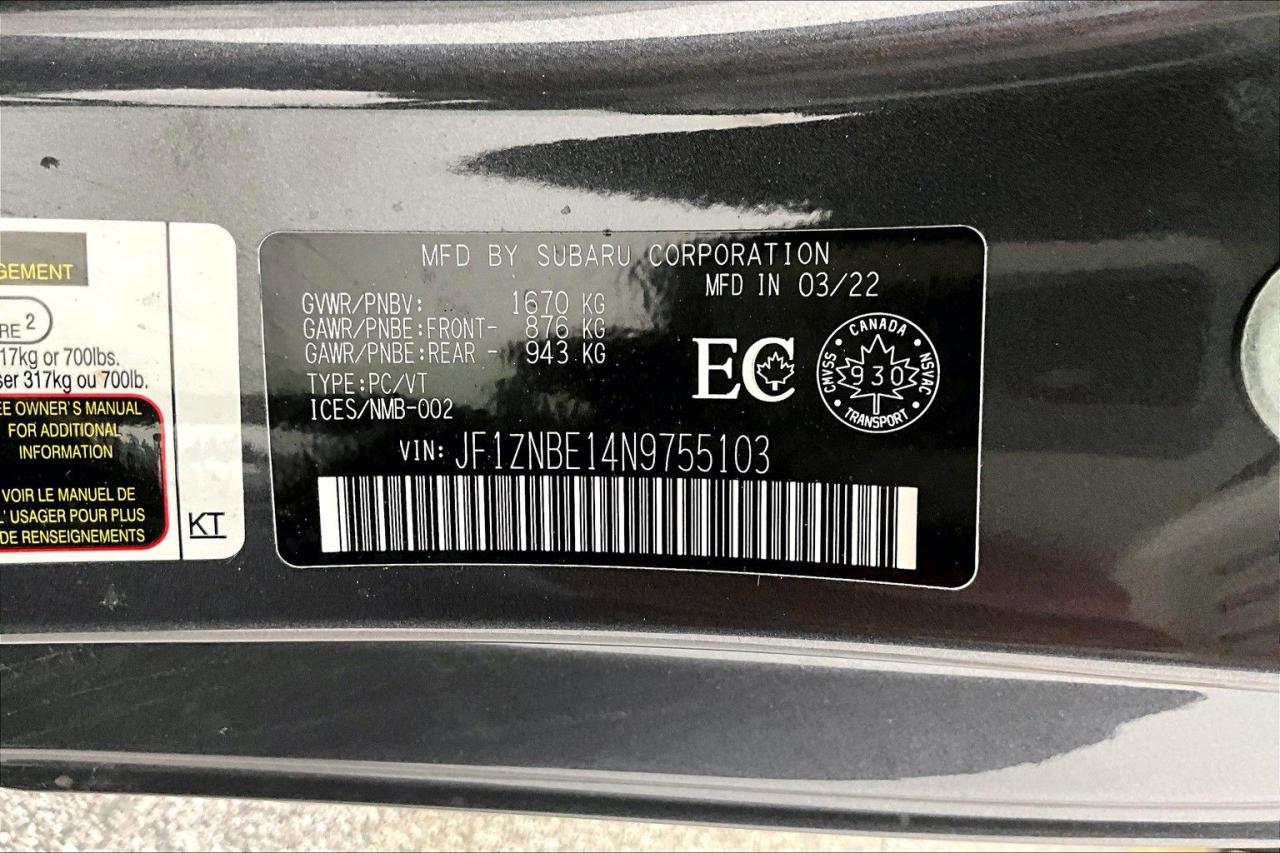 GEMENT
RE 2
317kg or 700lbs.
ser 317kg ou 700lb.
EE OWNER'S MANUAL
FOR ADDITIONAL
INFORMATION
VOIR LE MANUEL DE
L' USAGER POUR PLUS
DE RENSEIGNEMENTS
KT
MFD BY SUBARU CORPORATION
MFD IN 03/22
GVWR/PNBV: 1670 KG
GAWR/PNBE:FRONT- 876 KG
GAWR/PNBE:REAR - 943 KG
TYPE:PC/VT
ICES/NMB-002
EC
CANADA
CMVSS
930
NSVAC
TRANSPORT
VIN: JF1ZNBE14N9755103